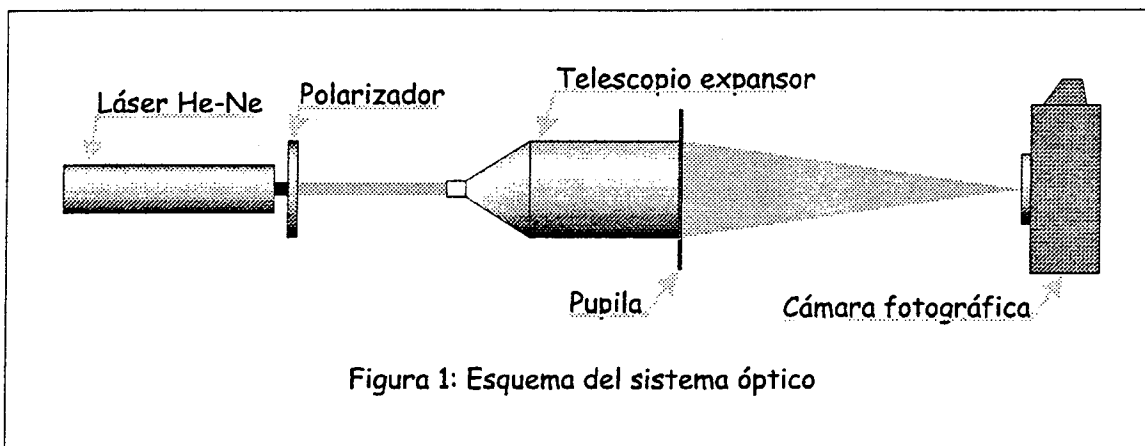 Telescopio expansor
Láser He-Ne
Polarizador
Pupila
Cámara fotográfica
Figura 1: Esquema del sistema óptico